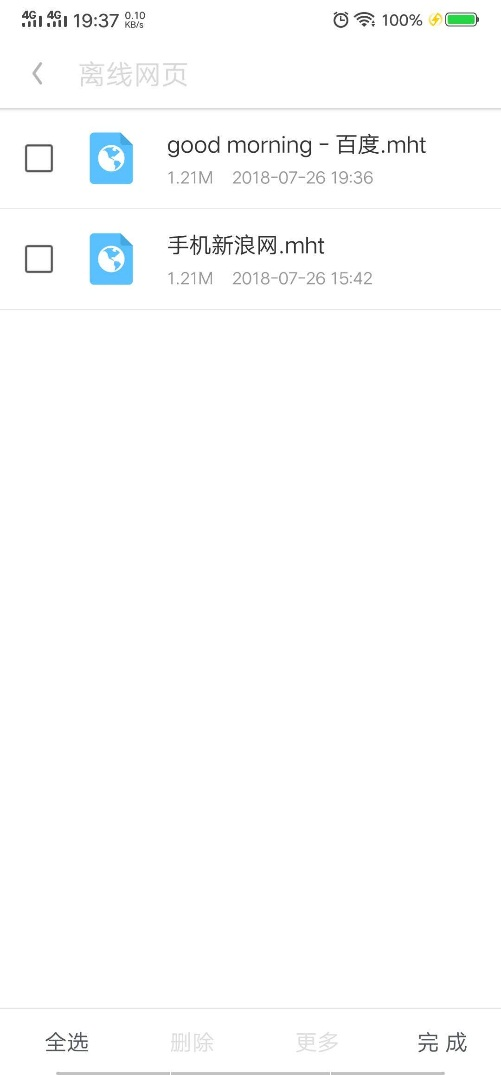 4G 4G 19:37 0.10 KB/s 100%
离线网页
good morning - 百度.mht
1.21M 2018-07-26 19:36
手机新浪网.mht
1.21M 2018-07-26 15:42
全选 删除 更多 完成